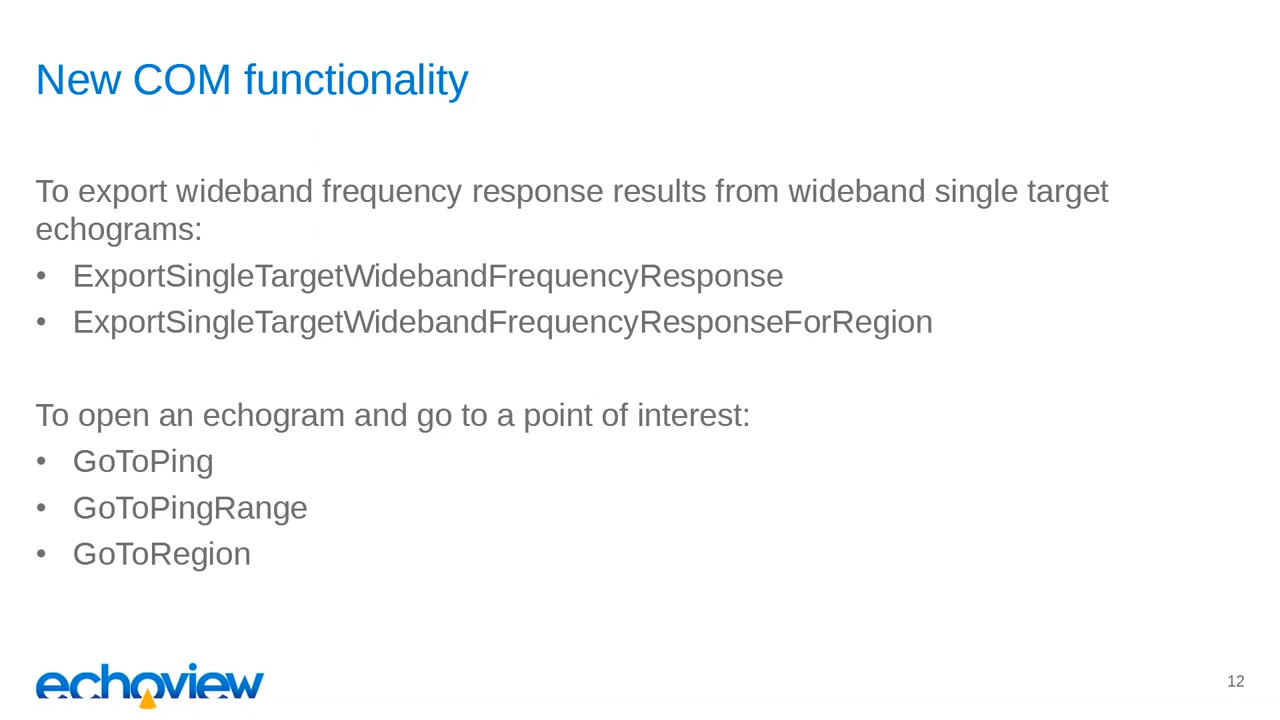 New COM functionality
To export wideband frequency response results from wideband single target
echograms:
• ExportSingleTargetWidebandFrequencyResponse
• ExportSingleTargetWidebandFrequencyResponseForRegion
To open an echogram and go to a point of interest:
• GoToPing
• GoToPingRange
• GoToRegion
echoview
12